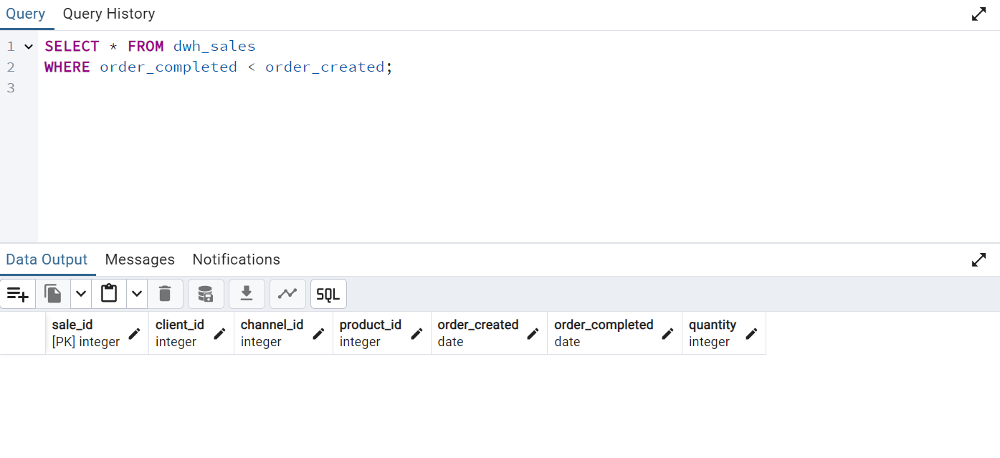 Query Query History
1 SELECT * FROM dwh_sales
2 WHERE order_completed < order_created;
3
Data Output Messages Notifications
SQL
sale_id client_id channel_id product_id order_created order_completed quantity
[PK] integer integer integer integer date date integer